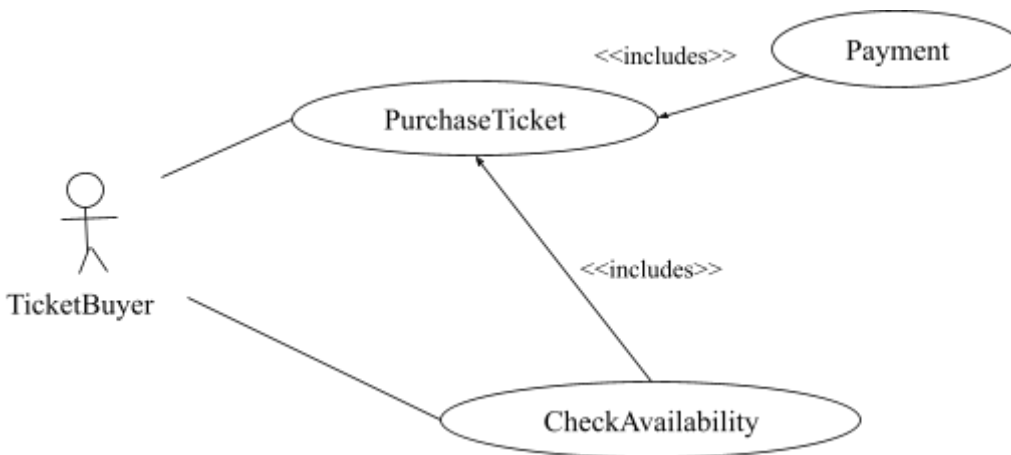 Payment
<<includes>>
PurchaseTicket
<<includes>>
TicketBuyer
CheckAvailability